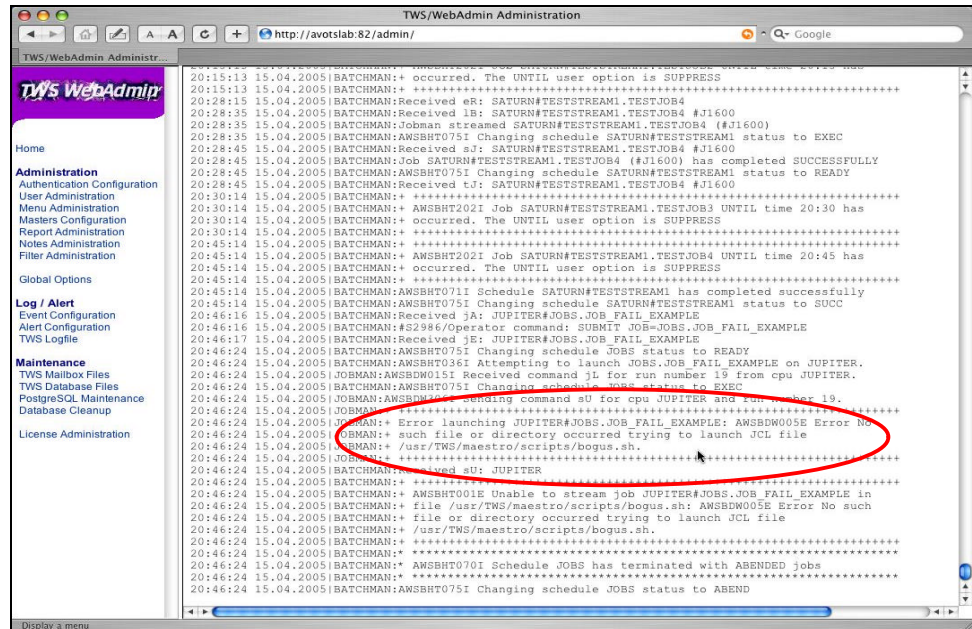 TWS/WebAdmin Administration
A A C + http://avotslab:82/admin/ Q- Google
TWS/WebAdmin Administr...
TWS WebAdmin
Home
Administration
Authentication Configuration
User Administration
Menu Administration
Masters Configuration
Report Administration
Notes Administration
Filter Administration
Global Options
Log / Alert
Event Configuration
Alert Configuration
TWS Logfile
Maintenance
TWS Mailbox Files
TWS Database Files
PostgreSQL Maintenance
Database Cleanup
License Administration
20:15:13 15.04.2005|BATCHMAN:+ occurred. The UNTIL user option is SUPPRESS
20:15:13 15.04.2005|BATCHMAN:+ ++++++++++++++++++++++++++++++++++++++++++++++++++++++++++
20:28:15 15.04.2005|BATCHMAN:Received eR: SATURN#TESTSTREAM1.TESTJOB4
20:28:35 15.04.2005|BATCHMAN:Received lB: SATURN#TESTSTREAM1.TESTJOB4 #J1600
20:28:35 15.04.2005|BATCHMAN:Jobman streamed SATURN#TESTSTREAM1.TESTJOB4 (#J1600)
20:28:35 15.04.2005|BATCHMAN:AWSBHT075I Changing schedule SATURN#TESTSTREAM1 status to EXEC
20:28:45 15.04.2005|BATCHMAN:Received sJ: SATURN#TESTSTREAM1.TESTJOB4 #J1600
20:28:45 15.04.2005|BATCHMAN:Job SATURN#TESTSTREAM1.TESTJOB4 (#J1600) has completed SUCCESSFULLY
20:28:45 15.04.2005|BATCHMAN:AWSBHT075I Changing schedule SATURN#TESTSTREAM1 status to READY
20:28:45 15.04.2005|BATCHMAN:Received tJ: SATURN#TESTSTREAM1.TESTJOB4 #J1600
20:30:14 15.04.2005|BATCHMAN:+ ++++++++++++++++++++++++++++++++++++++++++++++++++++++++++
20:30:14 15.04.2005|BATCHMAN:+ AWSBHT202I Job SATURN#TESTSTREAM1.TESTJOB3 UNTIL time 20:30 has
20:30:14 15.04.2005|BATCHMAN:+ occurred. The UNTIL user option is SUPPRESS
20:30:14 15.04.2005|BATCHMAN:+ ++++++++++++++++++++++++++++++++++++++++++++++++++++++++++
20:45:14 15.04.2005|BATCHMAN:+ ++++++++++++++++++++++++++++++++++++++++++++++++++++++++++
20:45:14 15.04.2005|BATCHMAN:+ AWSBHT202I Job SATURN#TESTSTREAM1.TESTJOB4 UNTIL time 20:45 has
20:45:14 15.04.2005|BATCHMAN:+ occurred. The UNTIL user option is SUPPRESS
20:45:14 15.04.2005|BATCHMAN:+ ++++++++++++++++++++++++++++++++++++++++++++++++++++++++++
20:45:14 15.04.2005|BATCHMAN:AWSBHT071I Schedule SATURN#TESTSTREAM1 has completed successfully
20:45:14 15.04.2005|BATCHMAN:AWSBHT075I Changing schedule SATURN#TESTSTREAM1 status to SUCC
20:46:16 15.04.2005|BATCHMAN:Received jA: JUPITER#JOBS.JOB_FAIL_EXAMPLE
20:46:16 15.04.2005|BATCHMAN:#S2986/Operator command: SUBMIT JOB=JOBS.JOB_FAIL_EXAMPLE
20:46:17 15.04.2005|BATCHMAN:Received jE: JUPITER#JOBS.JOB_FAIL_EXAMPLE
20:46:24 15.04.2005|BATCHMAN:AWSBHT075I Changing schedule JOBS status to READY
20:46:24 15.04.2005|BATCHMAN:AWSBHT036I Attempting to launch JOBS.JOB_FAIL_EXAMPLE on JUPITER.
20:46:24 15.04.2005|JOBMAN:AWSBDW015I Received command jL for run number 19 from cpu JUPITER.
20:46:24 15.04.2005|BATCHMAN:AWSBHT075I Changing schedule JOBS status to EXEC
20:46:24 15.04.2005|JOBMAN:AWSBDW306I Sending command sU for cpu JUPITER and run number 19.
20:46:24 15.04.2005|JOBMAN:+ ++++++++++++++++++++++++++++++++++++++++++++++++++++++++++
20:46:24 15.04.2005|JOBMAN:+ Error launching JUPITER#JOBS.JOB_FAIL_EXAMPLE: AWSBDW005E Error No
20:46:24 15.04.2005|JOBMAN:+ such file or directory occurred trying to launch JCL file
20:46:24 15.04.2005|JOBMAN:+ /usr/TWS/maestro/scripts/bogus.sh.
20:46:24 15.04.2005|JOBMAN:+ ++++++++++++++++++++++++++++++++++++++++++++++++++++++++++
20:46:24 15.04.2005|BATCHMAN:Received sU: JUPITER
20:46:24 15.04.2005|BATCHMAN:+ ++++++++++++++++++++++++++++++++++++++++++++++++++++++++++
20:46:24 15.04.2005|BATCHMAN:+ AWSBHT001E Unable to stream job JUPITER#JOBS.JOB_FAIL_EXAMPLE in
20:46:24 15.04.2005|BATCHMAN:+ file /usr/TWS/maestro/scripts/bogus.sh: AWSBDW005E Error No such
20:46:24 15.04.2005|BATCHMAN:+ file or directory occurred trying to launch JCL file
20:46:24 15.04.2005|BATCHMAN:+ /usr/TWS/maestro/scripts/bogus.sh.
20:46:24 15.04.2005|BATCHMAN:+ ++++++++++++++++++++++++++++++++++++++++++++++++++++++++++
20:46:24 15.04.2005|BATCHMAN:* **********************************************************
20:46:24 15.04.2005|BATCHMAN:* AWSBHT070I Schedule JOBS has terminated with ABENDED jobs
20:46:24 15.04.2005|BATCHMAN:* **********************************************************
20:46:24 15.04.2005|BATCHMAN:AWSBHT075I Changing schedule JOBS status to ABEND
Display a menu